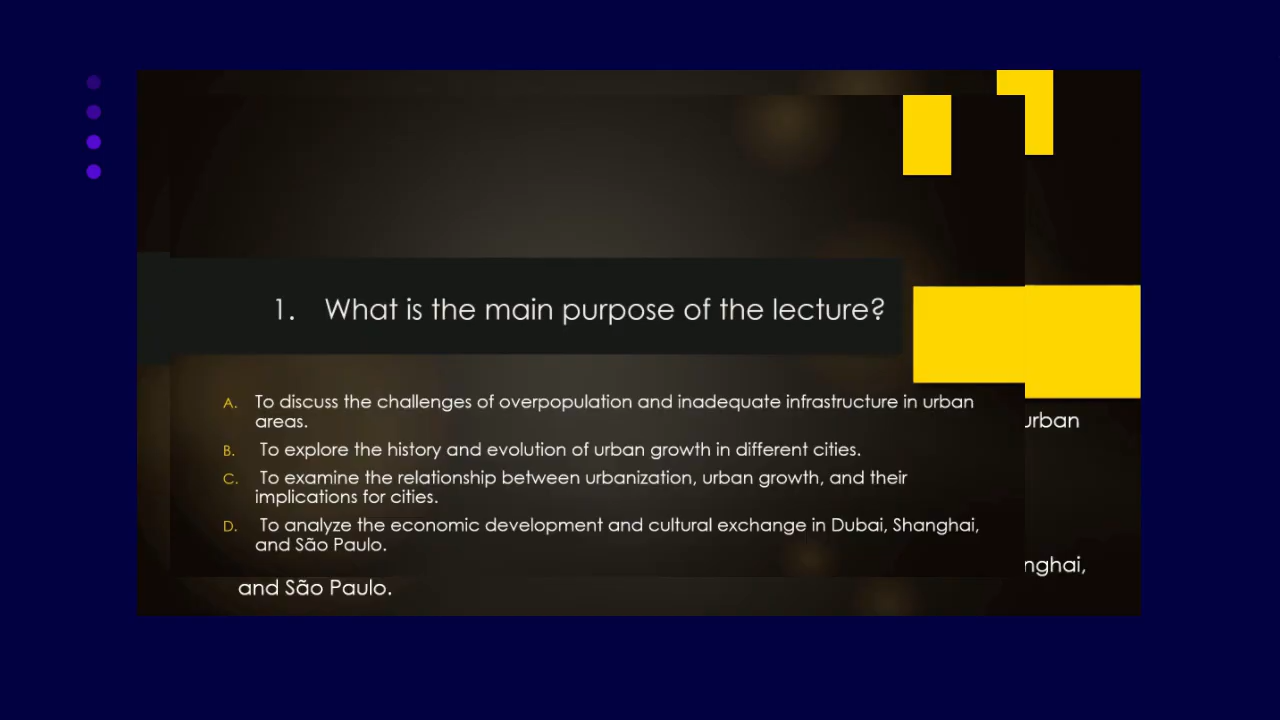 1. What is the main purpose of the lecture?
A. To discuss the challenges of overpopulation and inadequate infrastructure in urban
areas.
urban
B. To explore the history and evolution of urban growth in different cities.
C. To examine the relationship between urbanization, urban growth, and their
implications for cities.
D. To analyze the economic development and cultural exchange in Dubai, Shanghai,
and São Paulo.
nghai,
and São Paulo.